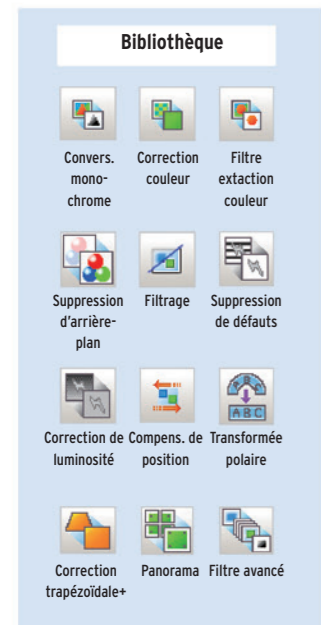 Bibliothèque
Convers.
mono-
chrome
Correction
couleur
Filtre
extaction
couleur
Suppression
d'arrière-
plan
Filtrage
Suppression
de défauts
ABC
Correction de
luminosité
Compens. de
position
Transformée
polaire
Correction
trapézoïdale+
Panorama
Filtre avancé